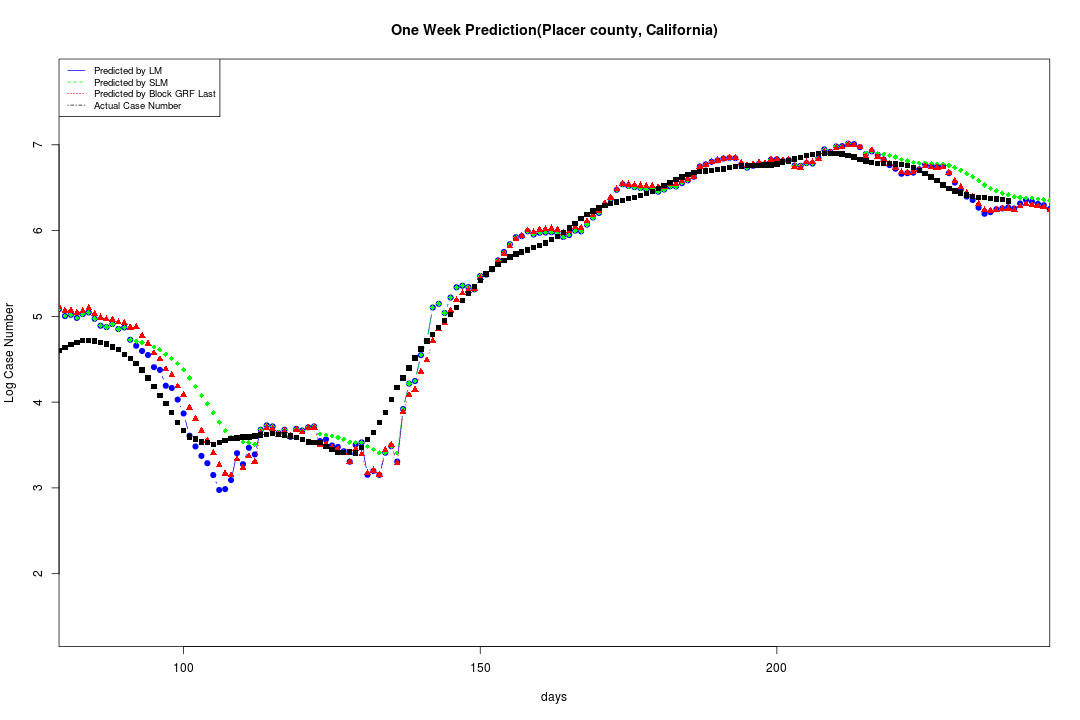 One Week Prediction(Placer county, California)
Predicted by LM
Predicted by SLM
Predicted by Block GRF Last
Actual Case Number
7
6
5
4
3
2
Log Case Number
100 150 200
days